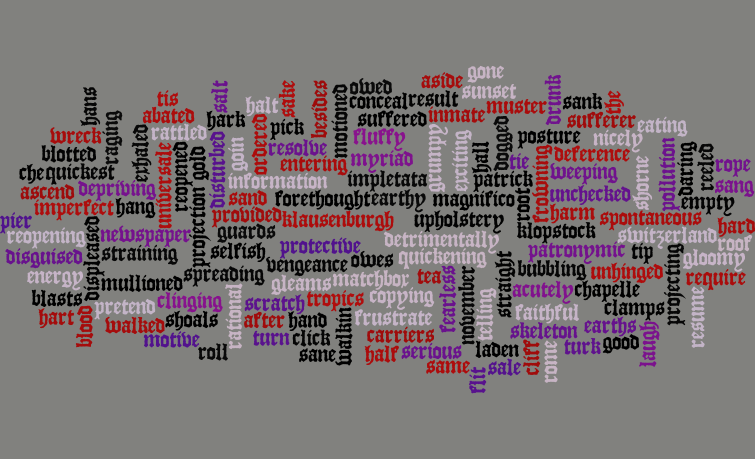 gone
aside
owed
sunset
hans
tis
salt
sake
besides
motioned
conceal
result
muster
drunk
sank
the
abated
halt
innate
sufferer
wreck
raging
exhaled
rattled
hark
ordered
pick
suffered
grumpy
exciting
hall
dogged
posture
nicely
eating
blotted
universale
reopened
gold
disturbed
goin
resolve
fluffy
tie
frowning
deference
shorne
pollution
daring
reeled
che
quickest
entering
myriad
weeping
rope
ascend
depriving
projection
information
impletata
patrick
root
unchecked
sang
imperfect
hang
sand
forethought
earthy
magnifico
empty
pier
provided
klausenburgh
upholstery
harm
spontaneous
hard
reopening
newspaper
guards
klopstock
switzerland
displeased
straining
selfish
protective
detrimentally
patronymic
tip
roof
disguised
vengeance
owes
quickening
straight
projecting
gloomy
energy
mullioned
spreading
gleams
matchbox
tea
fearless
november
bubbling
unhinged
require
blasts
pretend
clinging
rational
scratch
tropics
copying
telling
acutely
chapelle
resume
hart
blood
walked
shoals
after
hand
walkin
frustrate
faithful
clamps
motive
turn
click
carriers
skeleton
earths
laugh
roll
sane
half
serious
laden
cliff
rome
turk
good
same
flit
sale